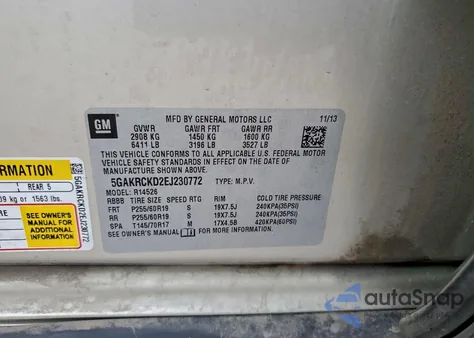 GM
MFD BY GENERAL MOTORS LLC 11/13
GVWR GAWR FRT GAWR RR
2908 KG 1450 KG 1600 KG
6411 LB 3196 LB 3527 LB
THIS VEHICLE CONFORMS TO ALL APPLICABLE U.S. FEDERAL MOTOR
VEHICLE SAFETY STANDARDS IN EFFECT ON THE DATE OF
MANUFACTURE SHOWN ABOVE.
5GAKRCKD2EJ230772 TYPE: M.P.V.
MODEL: R14526
TIRE SIZE SPEED RTG RIM COLD TIRE PRESSURE
FRT P255/60R19 S 19X7.5J 240KPA(35PSI)
RR P255/60R19 S 19X7.5J 240KPA(35PSI)
SPA T145/70R17 M 17X4.5B 420KPA(60PSI)
SEE OWNER'S MANUAL FOR MORE INFORMATION.
INFORMATION
REAR 5
kg or 1563 lbs.
SEE OWNER'S
MANUAL FOR
ADDITIONAL
INFORMATION
5GAKRCKD2EJ230772
autoSnap